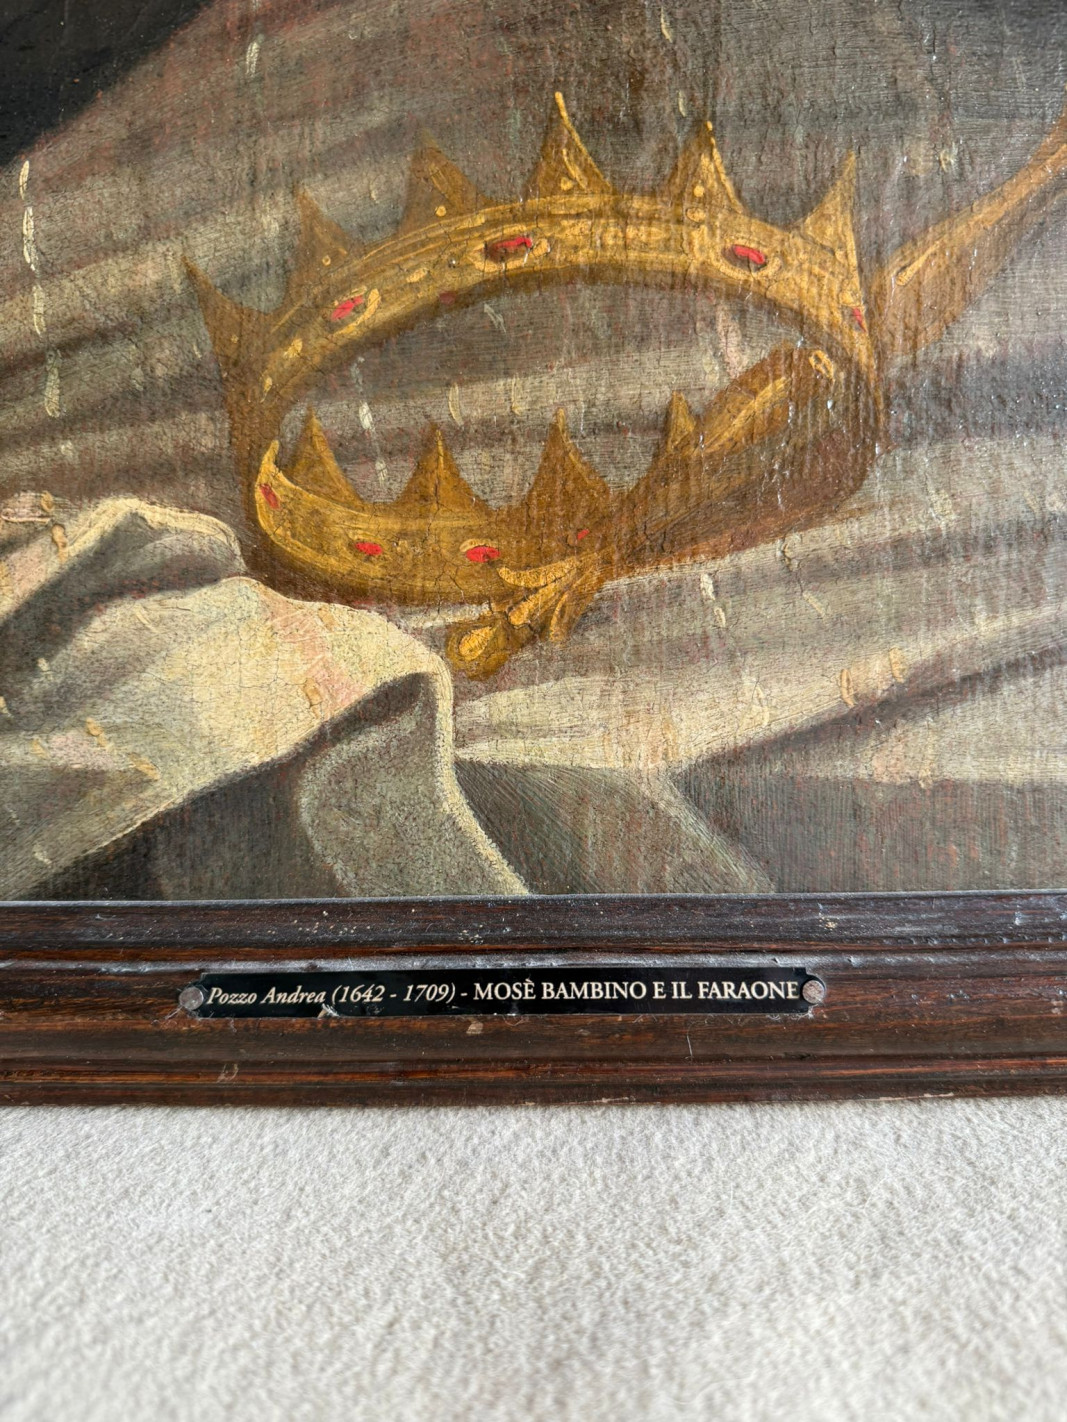 Pozzo Andrea (1642 - 1709) - MOSÈ BAMBINO E IL FARAONE